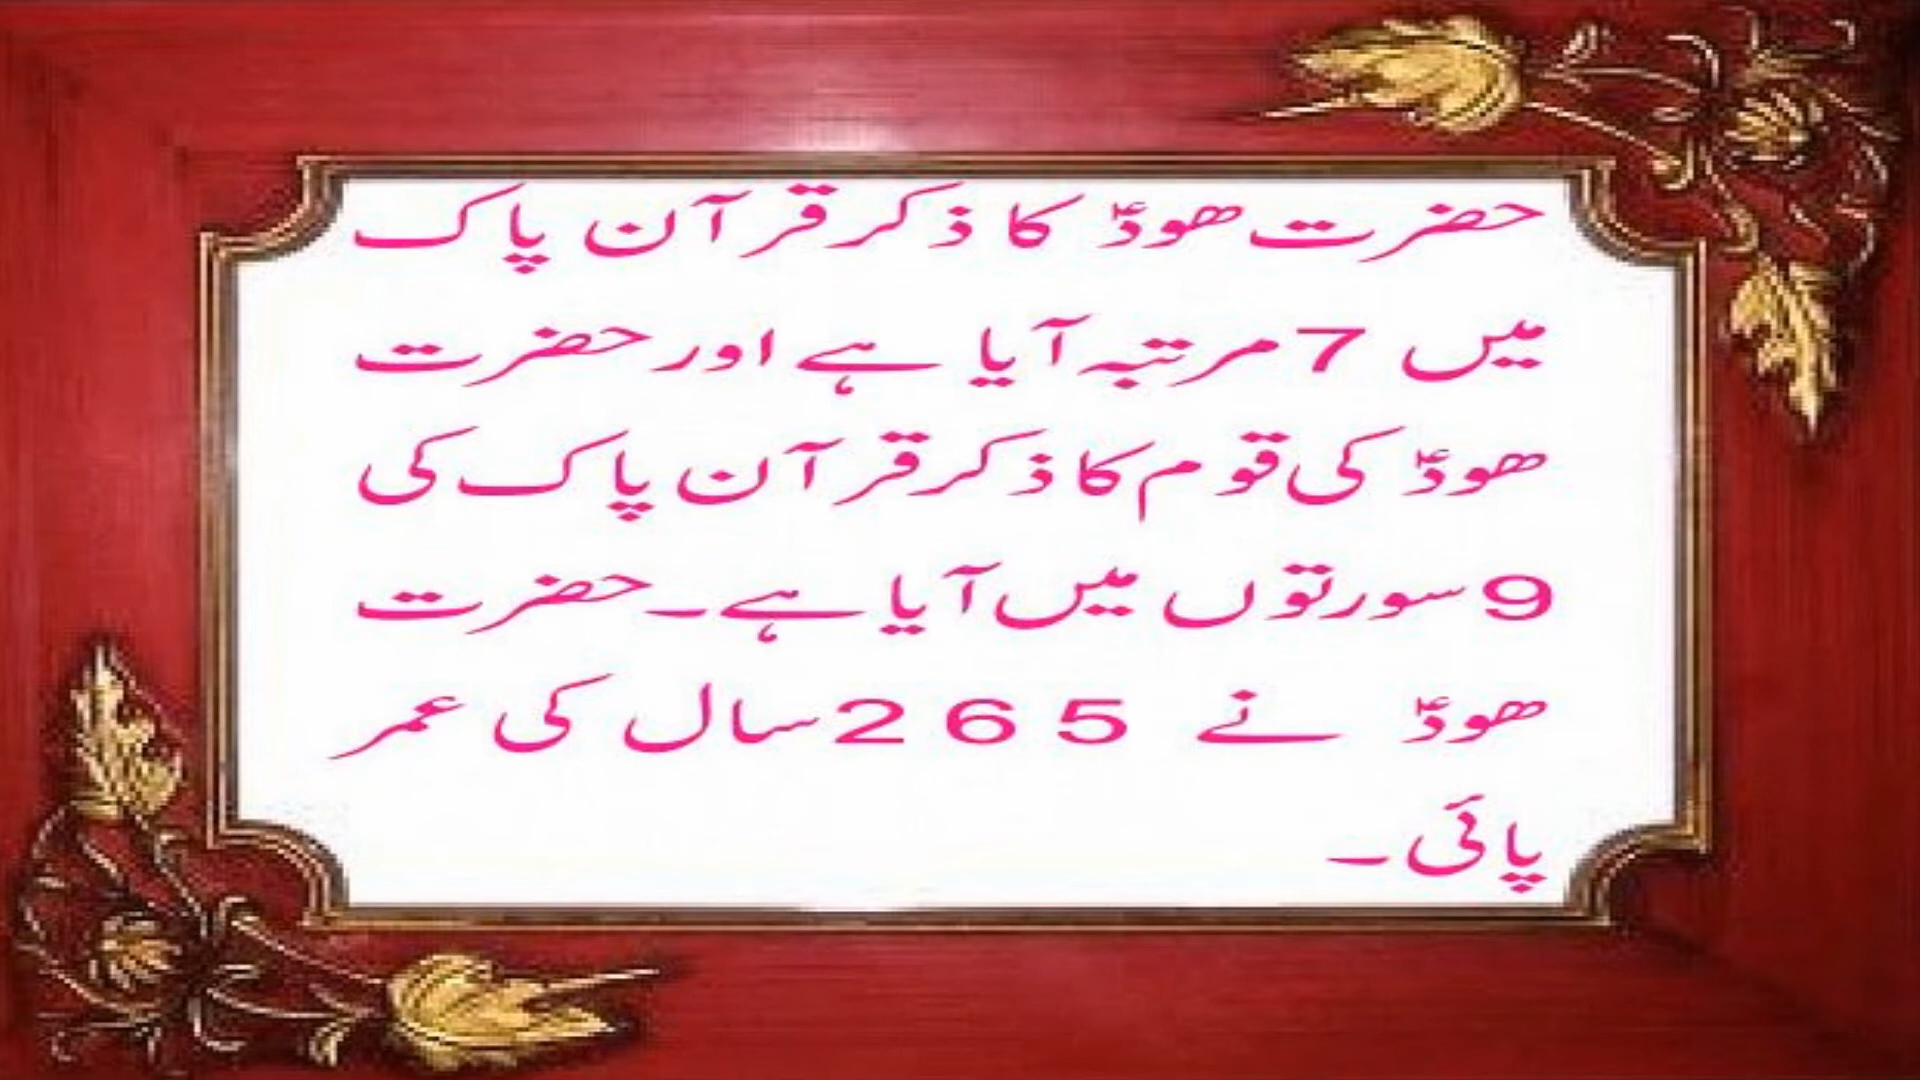 حضرت ھودؑ کا ذکر قرآن پاک
میں 7 مرتبہ آیا ہے اور حضرت
ھودؑ کی قوم کا ذکر قرآن پاک کی
9 سورتوں میں آیا ہے۔ حضرت
ھودؑ نے 265 سال کی عمر
پائی۔